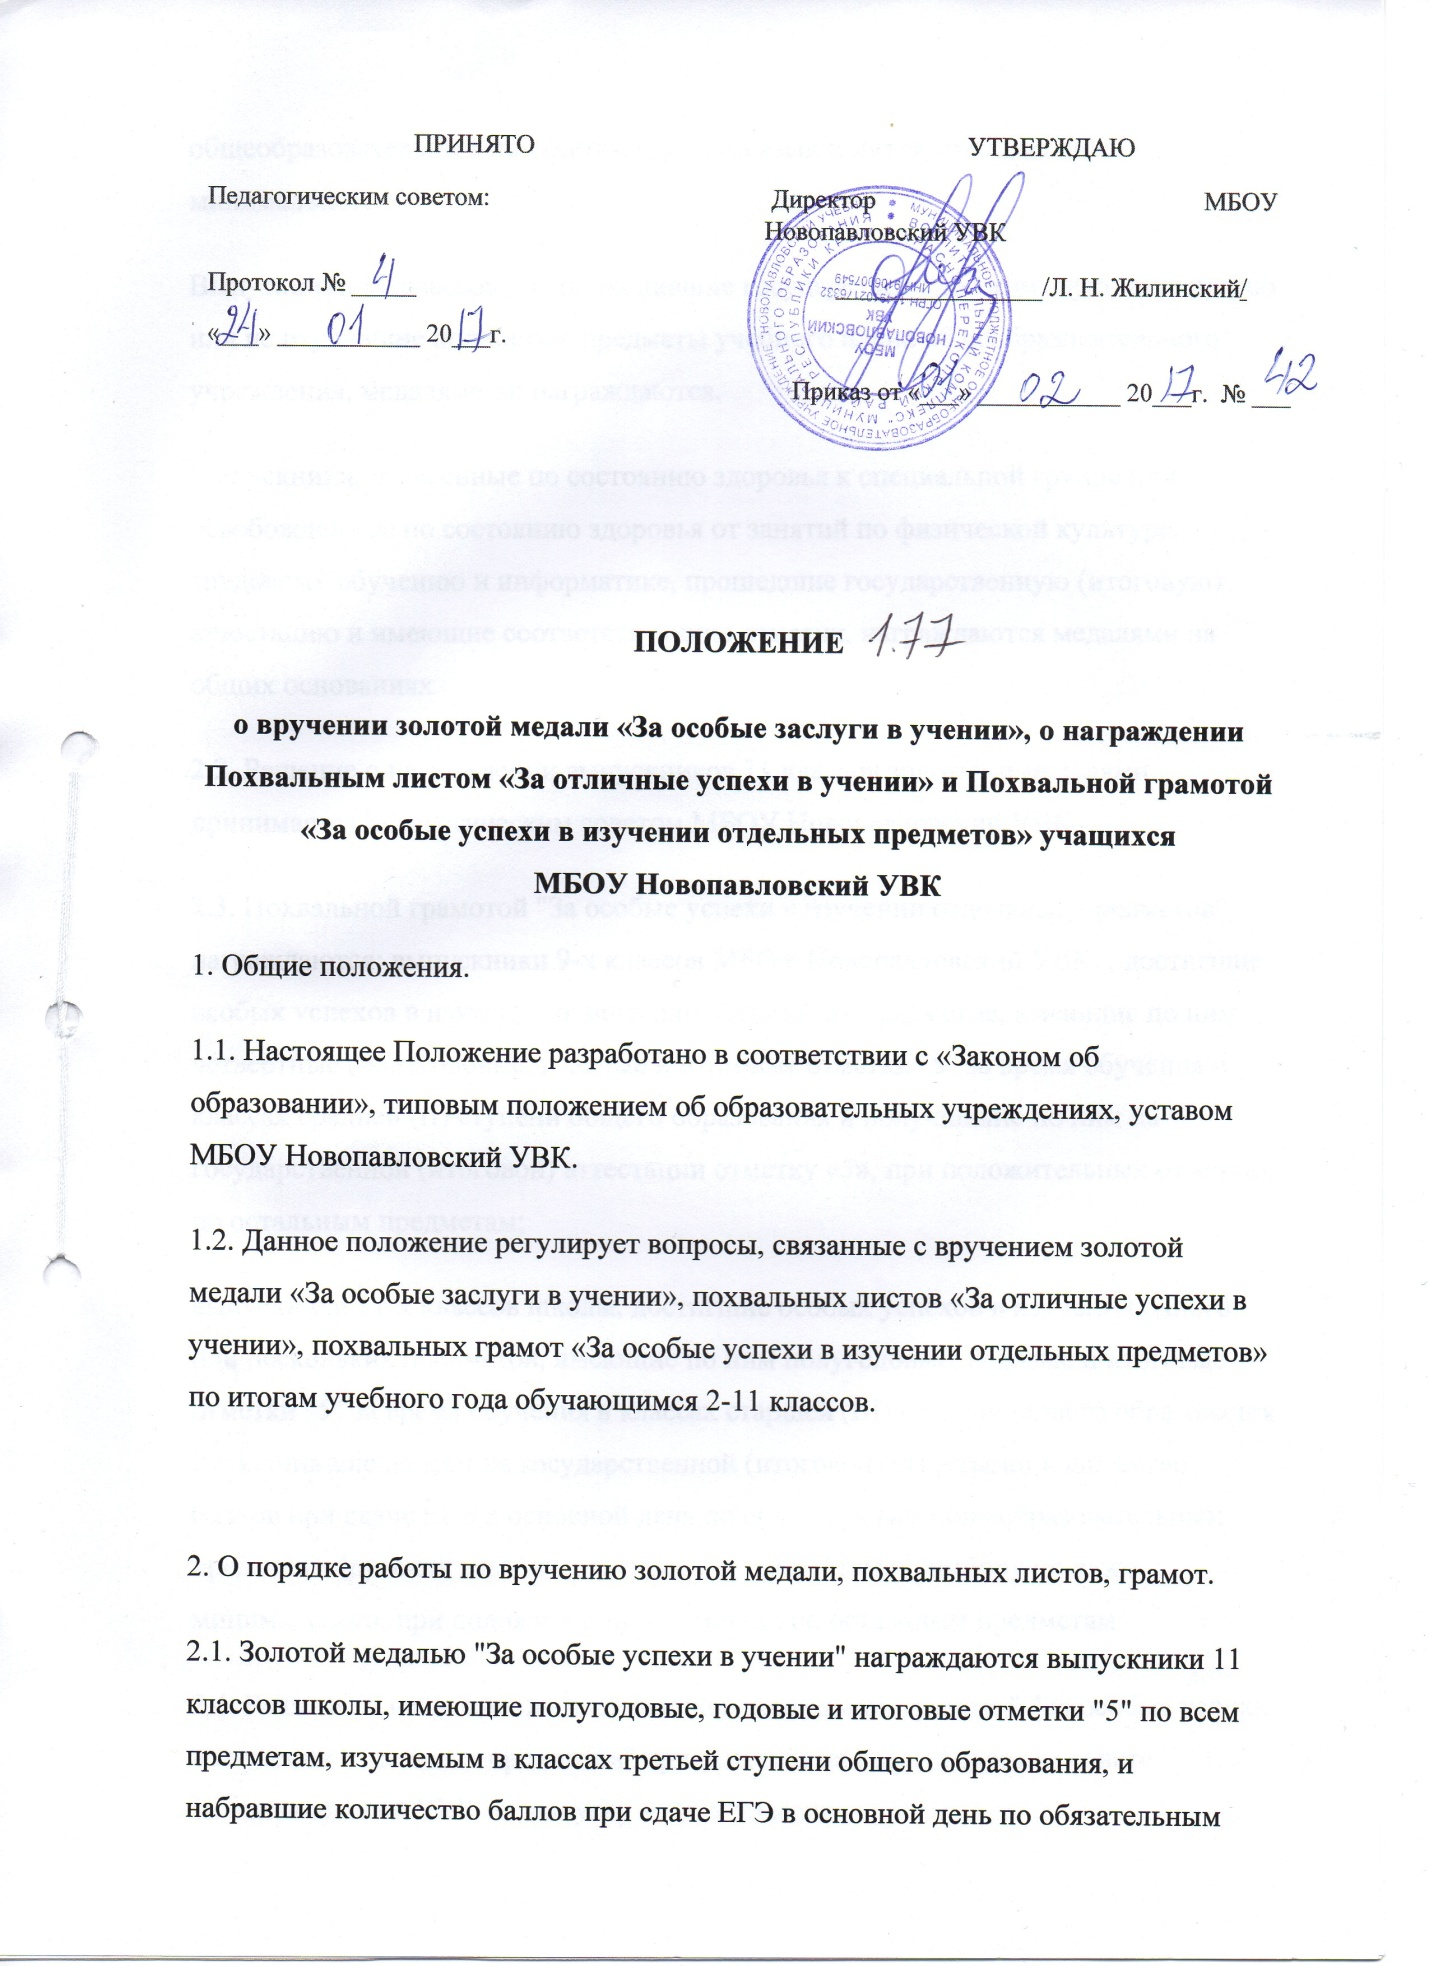 ПРИНЯТО
УТВЕРЖДАЮ
Педагогическим советом:
Директор МБОУ
Новопавловский УВК
Протокол № 4
/Л. Н. Жилинский/
«24» 01 2017г.
Приказ от «01» 02 2017г. № 42
МБОУ
НОВОПАВЛОВСКИЙ
УВК
ПОЛОЖЕНИЕ 1.77
о вручении золотой медали «За особые заслуги в учении», о награждении
Похвальным листом «За отличные успехи в учении» и Похвальной грамотой
«За особые успехи в изучении отдельных предметов» учащихся
МБОУ Новопавловский УВК
1. Общие положения.
1.1. Настоящее Положение разработано в соответствии с «Законом об
образовании», типовым положением об образовательных учреждениях, уставом
МБОУ Новопавловский УВК.
1.2. Данное положение регулирует вопросы, связанные с вручением золотой
медали «За особые заслуги в учении», похвальных листов «За отличные успехи в
учении», похвальных грамот «За особые успехи в изучении отдельных предметов»
по итогам учебного года обучающимся 2-11 классов.
2. О порядке работы по вручению золотой медали, похвальных листов, грамот.
2.1. Золотой медалью "За особые успехи в учении" награждаются выпускники 11
классов школы, имеющие полугодовые, годовые и итоговые отметки "5" по всем
предметам, изучаемым в классах третьей ступени общего образования, и
набравшие количество баллов при сдаче ЕГЭ в основной день по обязательным